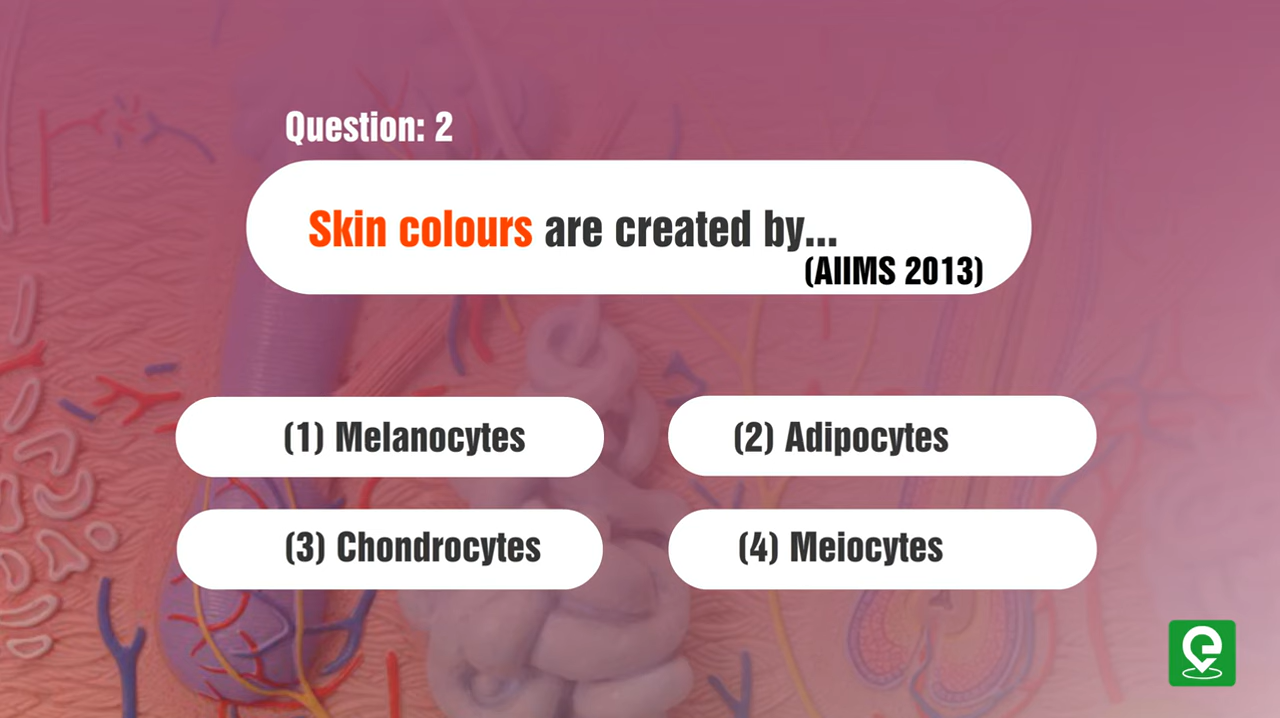 Question: 2
Skin colours are created by...
(AIIMS 2013)
(1) Melanocytes
(2) Adipocytes
(3) Chondrocytes
(4) Meiocytes